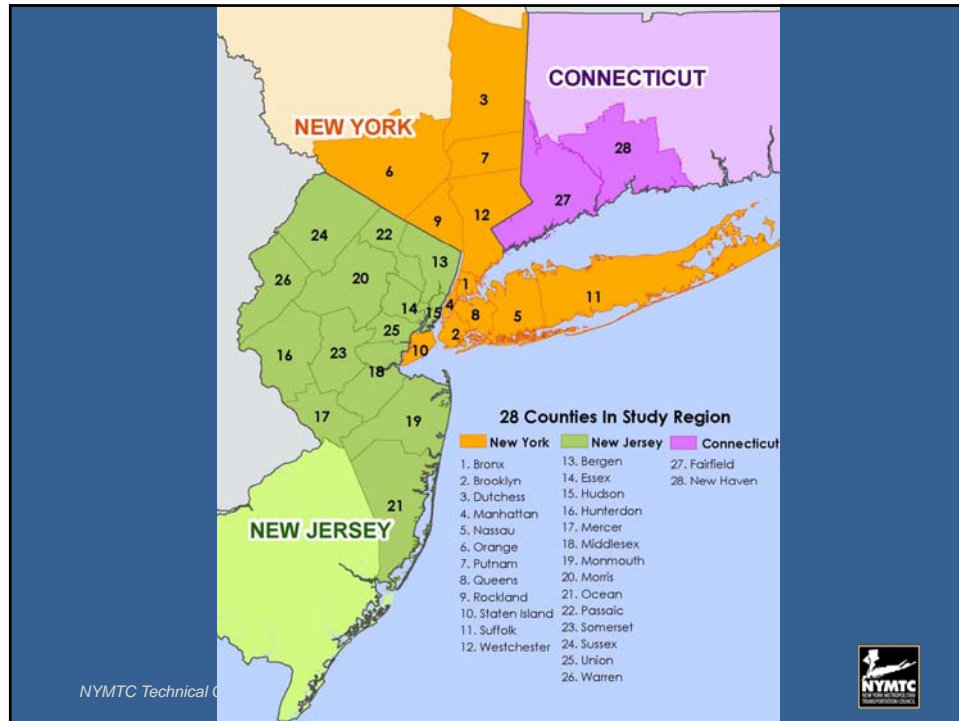 CONNECTICUT
NEW YORK
3
7
6
28
27
12
9
24
22
13
20
26
14
15
4
1
8
5
11
25
2
10
16
23
18
17
19
21
NEW JERSEY
28 Counties In Study Region
New York
1. Bronx
2. Brooklyn
3. Dutchess
4. Manhattan
5. Nassau
6. Orange
7. Putnam
8. Queens
9. Rockland
10. Staten Island
11. Suffolk
12. Westchester
New Jersey
13. Bergen
14. Essex
15. Hudson
16. Hunterdon
17. Mercer
18. Middlesex
19. Monmouth
20. Morris
21. Ocean
22. Passaic
23. Somerset
24. Sussex
25. Union
26. Warren
Connecticut
27. Fairfield
28. New Haven
NYMTC Technical
NYMTC
NEW YORK METROPOLITAN
TRANSPORTATION COUNCIL